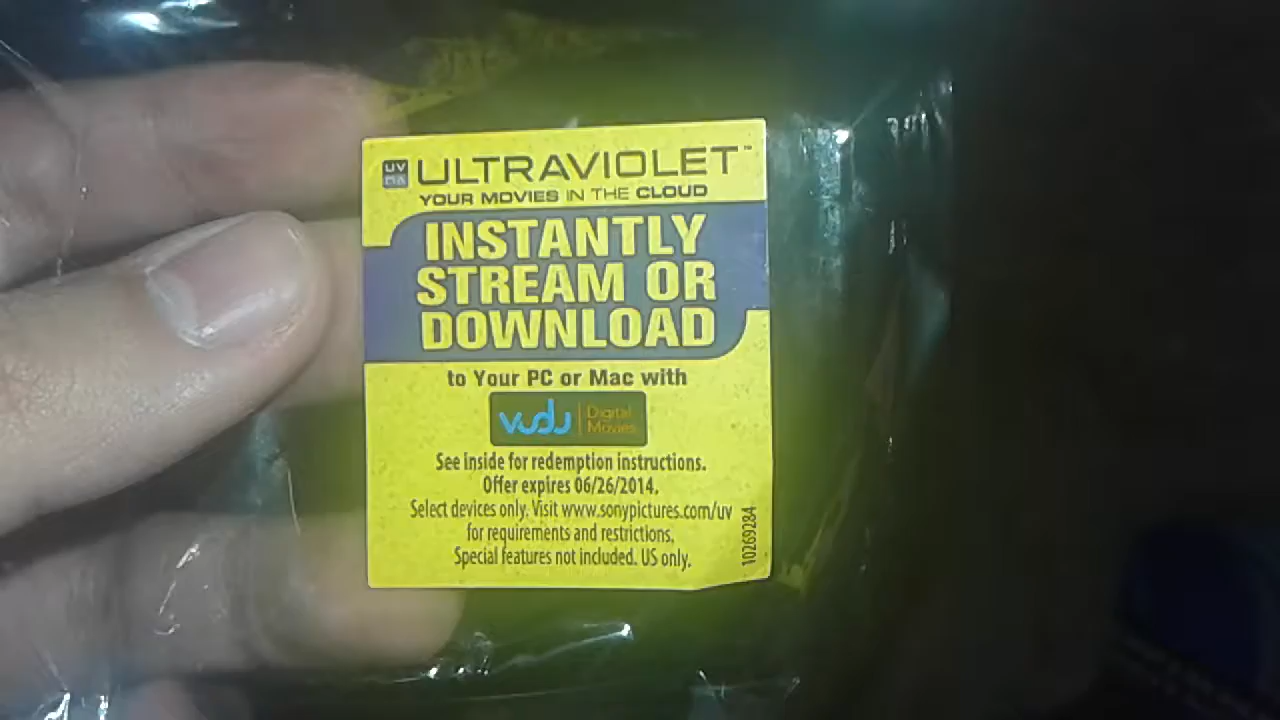 UV
ULTRAVIOLET™
YOUR MOVIES IN THE CLOUD
INSTANTLY
STREAM OR
DOWNLOAD
to Your PC or Mac with
vudu | Digital
Movies
See inside for redemption instructions.
Offer expires 06/26/2014.
Select devices only. Visit www.sonypictures.com/uv
for requirements and restrictions.
Special features not included. US only.
10269284